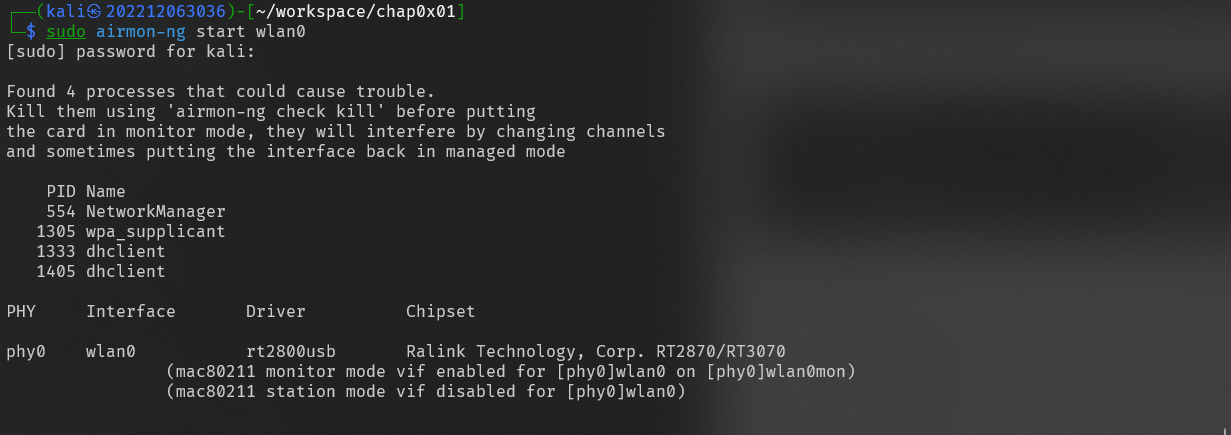 ┌──(kali㉿202212063036)-[~/workspace/chap0x01]
└─$ sudo airmon-ng start wlan0
[sudo] password for kali:
Found 4 processes that could cause trouble.
Kill them using 'airmon-ng check kill' before putting
the card in monitor mode, they will interfere by changing channels
and sometimes putting the interface back in managed mode
PID Name
554 NetworkManager
1305 wpa_supplicant
1333 dhclient
1405 dhclient
PHY Interface Driver Chipset
phy0 wlan0 rt2800usb Ralink Technology, Corp. RT2870/RT3070
(mac80211 monitor mode vif enabled for [phy0]wlan0 on [phy0]wlan0mon)
(mac80211 station mode vif disabled for [phy0]wlan0)